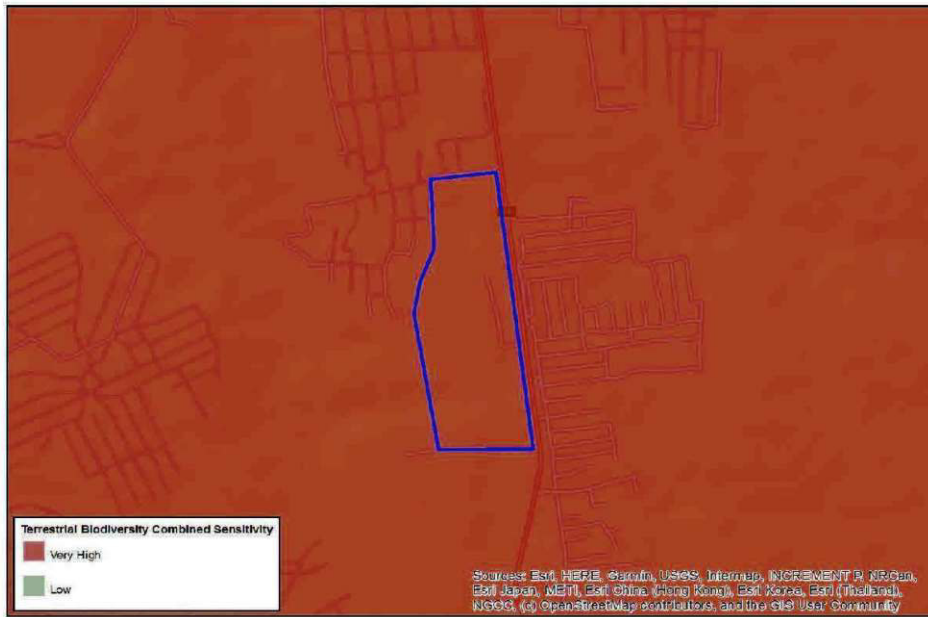 Terrestrial Biodiversity Combined Sensitivity
Very High
Low
Sources: Esri, HERE, Garmin, USGS, Intermap, INCREMENT P, NRCan,
Esri Japan, METI, Esri China (Hong Kong), Esri Korea, Esri (Thailand),
NGCC, (c) OpenStreetMap contributors, and the GIS User Community